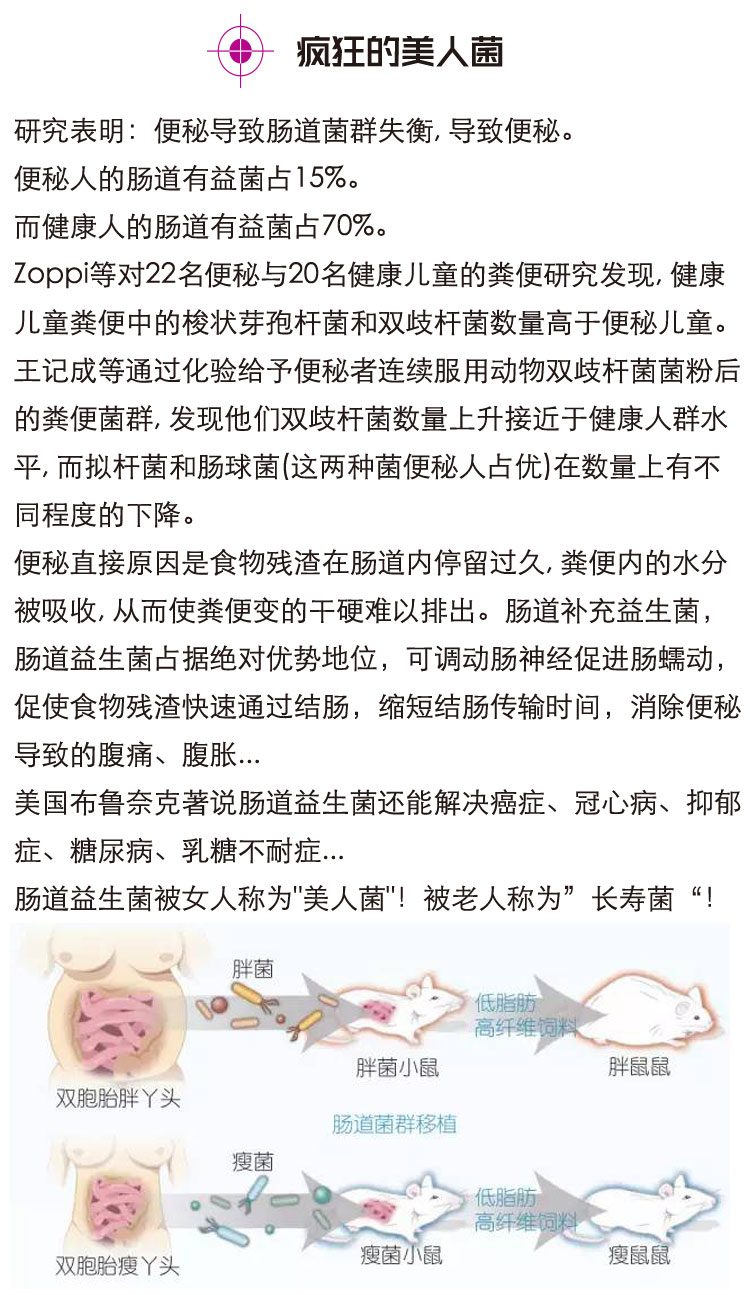 疯狂的美人菌
研究表明：便秘导致肠道菌群失衡, 导致便秘。
便秘人的肠道有益菌占15%。
而健康人的肠道有益菌占70%。
Zoppi等对22名便秘与20名健康儿童的粪便研究发现, 健康
儿童粪便中的梭状芽孢杆菌和双歧杆菌数量高于便秘儿童。
王记成等通过化验给予便秘者连续服用动物双歧杆菌菌粉后
的粪便菌群, 发现他们双歧杆菌数量上升接近于健康人群水
平, 而拟杆菌和肠球菌(这两种菌便秘人占优)在数量上有不
同程度的下降。
便秘直接原因是食物残渣在肠道内停留过久, 粪便内的水分
被吸收, 从而使粪便变的干硬难以排出。肠道补充益生菌，
肠道益生菌占据绝对优势地位，可调动肠神经促进肠蠕动，
促使食物残渣快速通过结肠，缩短结肠传输时间，消除便秘
导致的腹痛、腹胀...
美国布鲁奈克著说肠道益生菌还能解决癌症、冠心病、抑郁
症、糖尿病、乳糖不耐症...
肠道益生菌被女人称为"美人菌"！被老人称为”长寿菌“！
胖菌
低脂肪
高纤维饲料
双胞胎胖丫头
胖菌小鼠
胖鼠鼠
肠道菌群移植
瘦菌
低脂肪
高纤维饲料
双胞胎瘦丫头
瘦菌小鼠
瘦鼠鼠